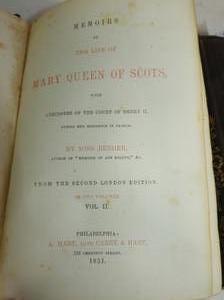 MEMOIRS
OF
THE LIFE OF
MARY QUEEN OF SCOTS,
WITH
ANECDOTES OF THE COURT OF HENRY II.
DURING HER RESIDENCE IN FRANCE.
BY MISS BENGER,
AUTHOR OF "MEMOIRS OF ANN BOLEYN," &c.
FROM THE SECOND LONDON EDITION.
IN TWO VOLUMES
VOL. II.
PHILADELPHIA:
A. HART, LATE CAREY & HART,
126 CHESTNUT STREET.
1851.